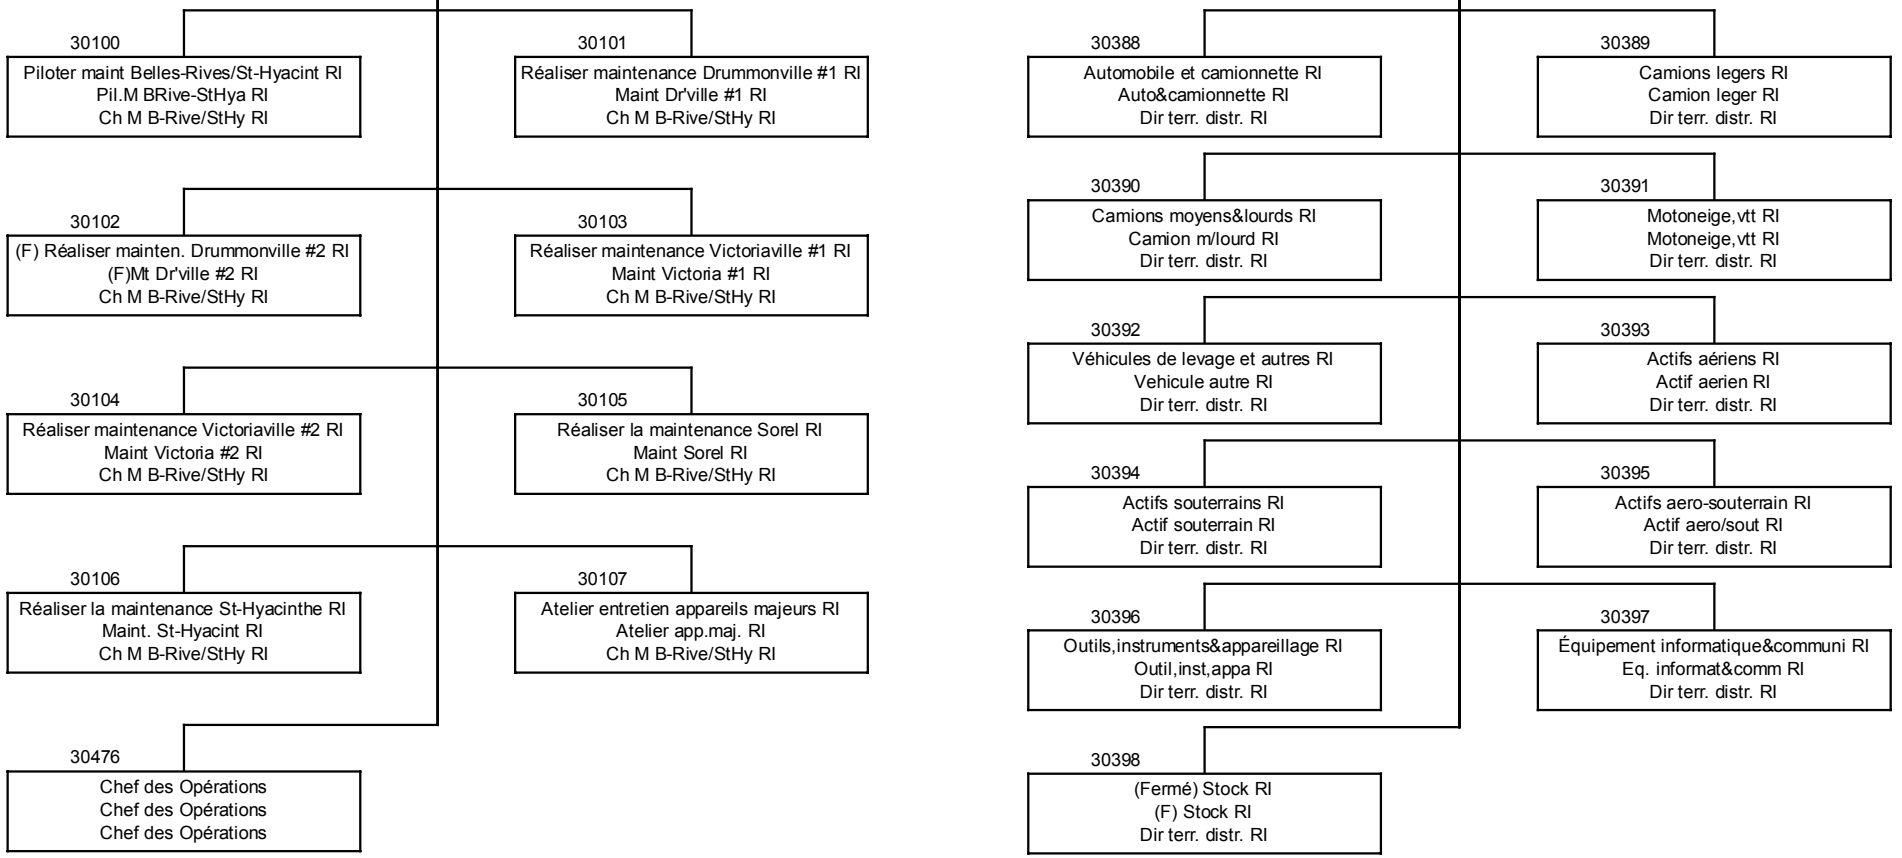 30100
Piloter maint Belles-Rives/St-Hyacint RI
Pil.M BRive-StHya RI
Ch M B-Rive/StHy RI
30101
Réaliser maintenance Drummonville #1 RI
Maint Dr'ville #1 RI
Ch M B-Rive/StHy RI
30102
(F) Réaliser mainten. Drummonville #2 RI
(F)Mt Dr'ville #2 RI
Ch M B-Rive/StHy RI
30103
Réaliser maintenance Victoriaville #1 RI
Maint Victoria #1 RI
Ch M B-Rive/StHy RI
30104
Réaliser maintenance Victoriaville #2 RI
Maint Victoria #2 RI
Ch M B-Rive/StHy RI
30105
Réaliser la maintenance Sorel RI
Maint Sorel RI
Ch M B-Rive/StHy RI
30106
Réaliser la maintenance St-Hyacinthe RI
Maint. St-Hyacint RI
Ch M B-Rive/StHy RI
30107
Atelier entretien appareils majeurs RI
Atelier app.maj. RI
Ch M B-Rive/StHy RI
30476
Chef des Opérations
Chef des Opérations
Chef des Opérations
30388
Automobile et camionnette RI
Auto&camionnette RI
Dir terr. distr. RI
30389
Camions legers RI
Camion leger RI
Dir terr. distr. RI
30390
Camions moyens&lourds RI
Camion m/lourd RI
Dir terr. distr. RI
30391
Motoneige,vtt RI
Motoneige,vtt RI
Dir terr. distr. RI
30392
Véhicules de levage et autres RI
Vehicule autre RI
Dir terr. distr. RI
30393
Actifs aériens RI
Actif aerien RI
Dir terr. distr. RI
30394
Actifs souterrains RI
Actif souterrain RI
Dir terr. distr. RI
30395
Actifs aero-souterrain RI
Actif aero/sout RI
Dir terr. distr. RI
30396
Outils,instruments&appareillage RI
Outil,inst,appa RI
Dir terr. distr. RI
30397
Équipement informatique&communi RI
Eq. informat&comm RI
Dir terr. distr. RI
30398
(Fermé) Stock RI
(F) Stock RI
Dir terr. distr. RI